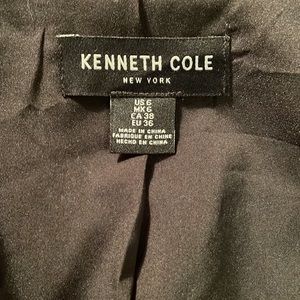 KENNETH COLE
NEW YORK
US 6
MX 6
CA 38
EU 36
MADE IN CHINA
FABRIQUE EN CHINE
HECHO EN CHINA